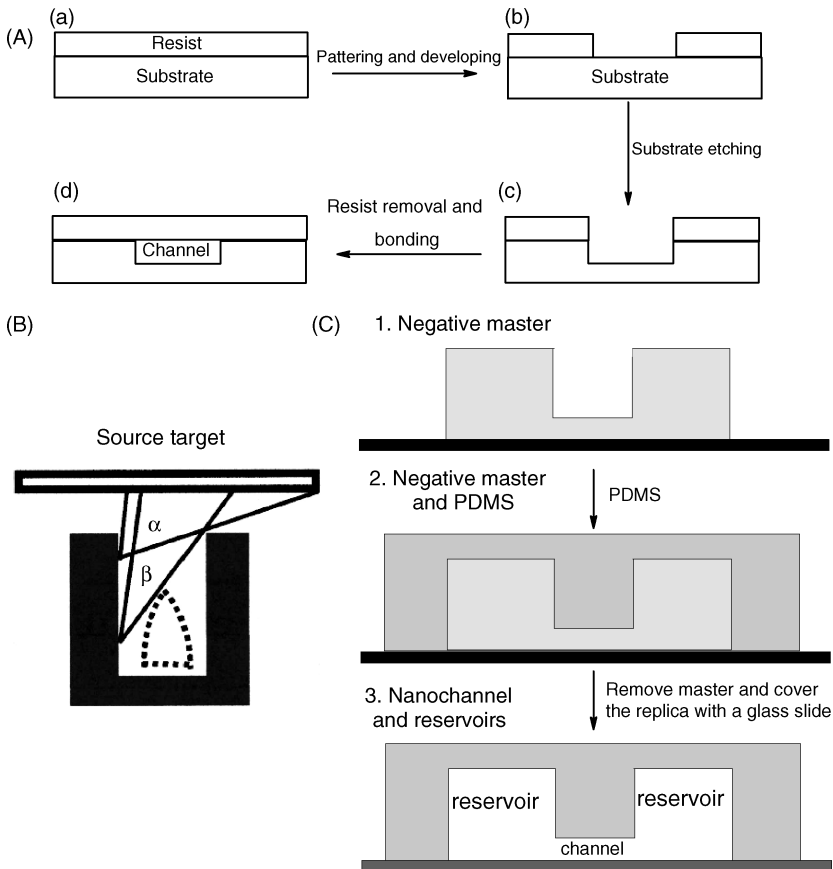 (A)
(a)
Resist
Substrate
Pattering and developing
(b)
Substrate
Substrate etching
(d)
Channel
Resist removal and
bonding
(c)
(B)
Source target
α
β
(C)
1. Negative master
2. Negative master
and PDMS
PDMS
3. Nanochannel
and reservoirs
Remove master and cover
the replica with a glass slide
reservoir
reservoir
channel